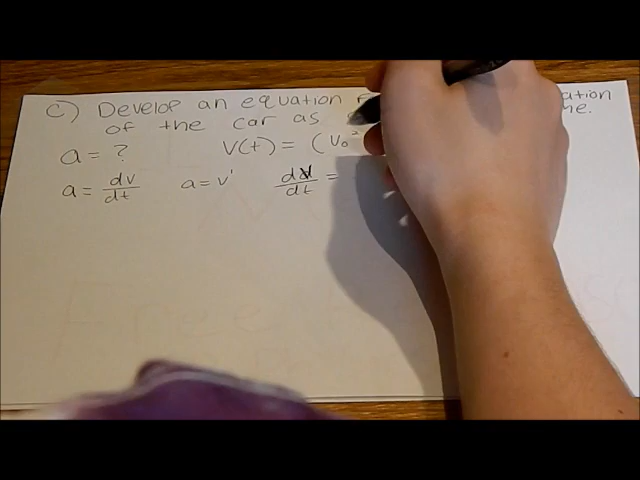 c) Develop an equation
of the car as
a = ?
v(t) = (v₀²
a = dv/dt a = v' dv/dt =